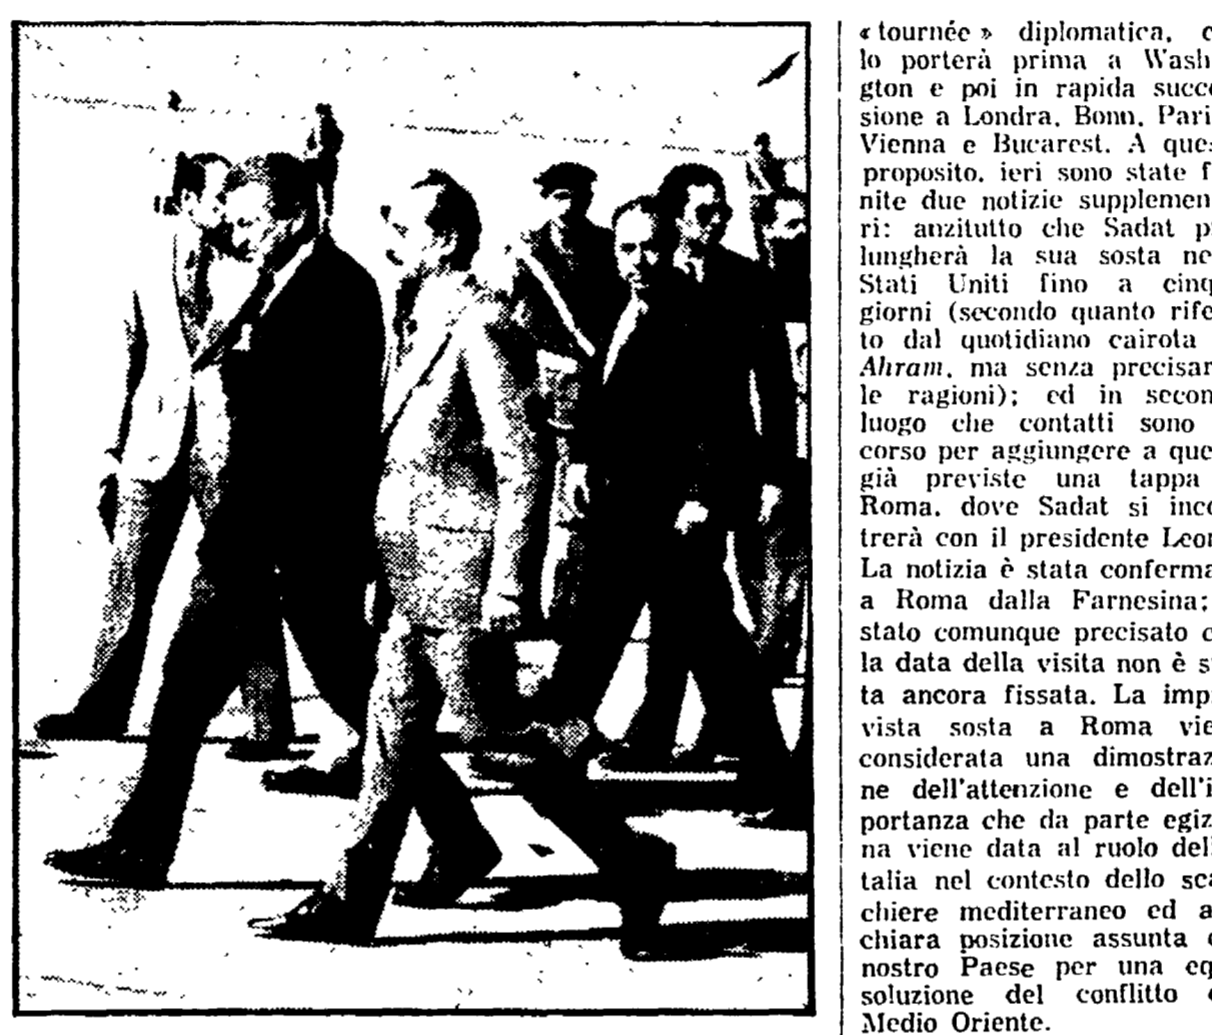 « tournée » diplomatica, c
lo porterà prima a Wash
gton e poi in rapida succe
sione a Londra, Bonn, Pari
Vienna e Bucarest. A ques
proposito, ieri sono state f
nite due notizie supplemen
ri: anzitutto che Sadat p
lungherà la sua sosta ne
Stati Uniti fino a cinq
giorni (secondo quanto rife
to dal quotidiano cairota
Ahram, ma senza precisar
le ragioni); ed in secon
luogo che contatti sono
corso per aggiungere a que
già previste una tappa
Roma, dove Sadat si inco
trerà con il presidente Leon
La notizia è stata conferma
a Roma dalla Farnesina;
stato comunque precisato c
la data della visita non è s
ta ancora fissata. La imp
vista sosta a Roma vie
considerata una dimostraz
ne dell'attenzione e dell'i
portanza che da parte egiz
na viene data al ruolo del
talia nel contesto dello sca
chiere mediterraneo ed a
chiara posizione assunta
nostro Paese per una eq
soluzione del conflitto
Medio Oriente.